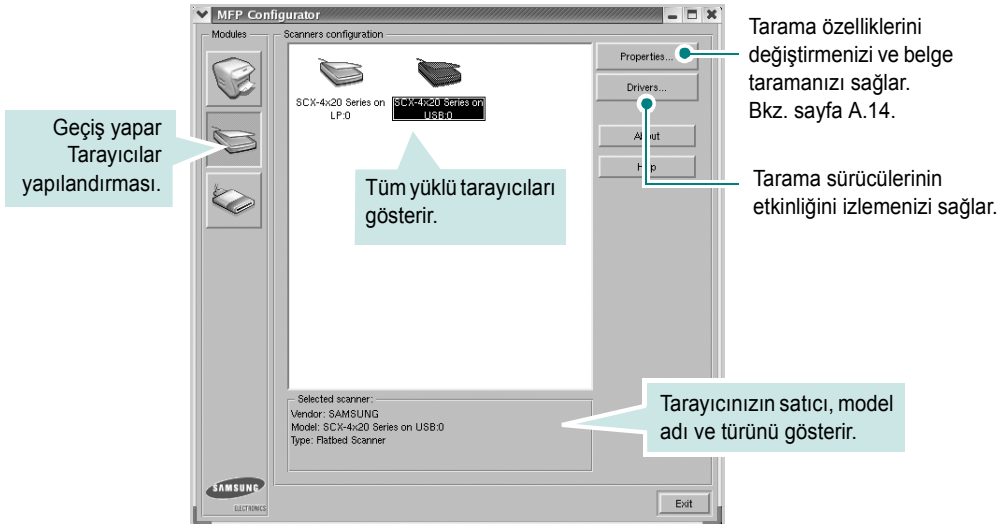 MFP Configurator
Modules
Scanners configuration
SCX-4x20 Series on
LP:0
SCX-4x20 Series on
USB:0
Properties...
Drivers...
About
Help
Tarama özelliklerini
değiştirmenizi ve belge
taramanızı sağlar.
Bkz. sayfa A.14.
Geçiş yapar
Tarayıcılar
yapılandırması.
Tüm yüklü tarayıcıları
gösterir.
Tarama sürücülerinin
etkinliğini izlemenizi sağlar.
Selected scanner:
Vendor: SAMSUNG
Model: SCX-4x20 Series on USB:0
Type: Flatbed Scanner
Tarayıcınızın satıcı, model
adı ve türünü gösterir.
SAMSUNG
ELECTRONICS
Exit